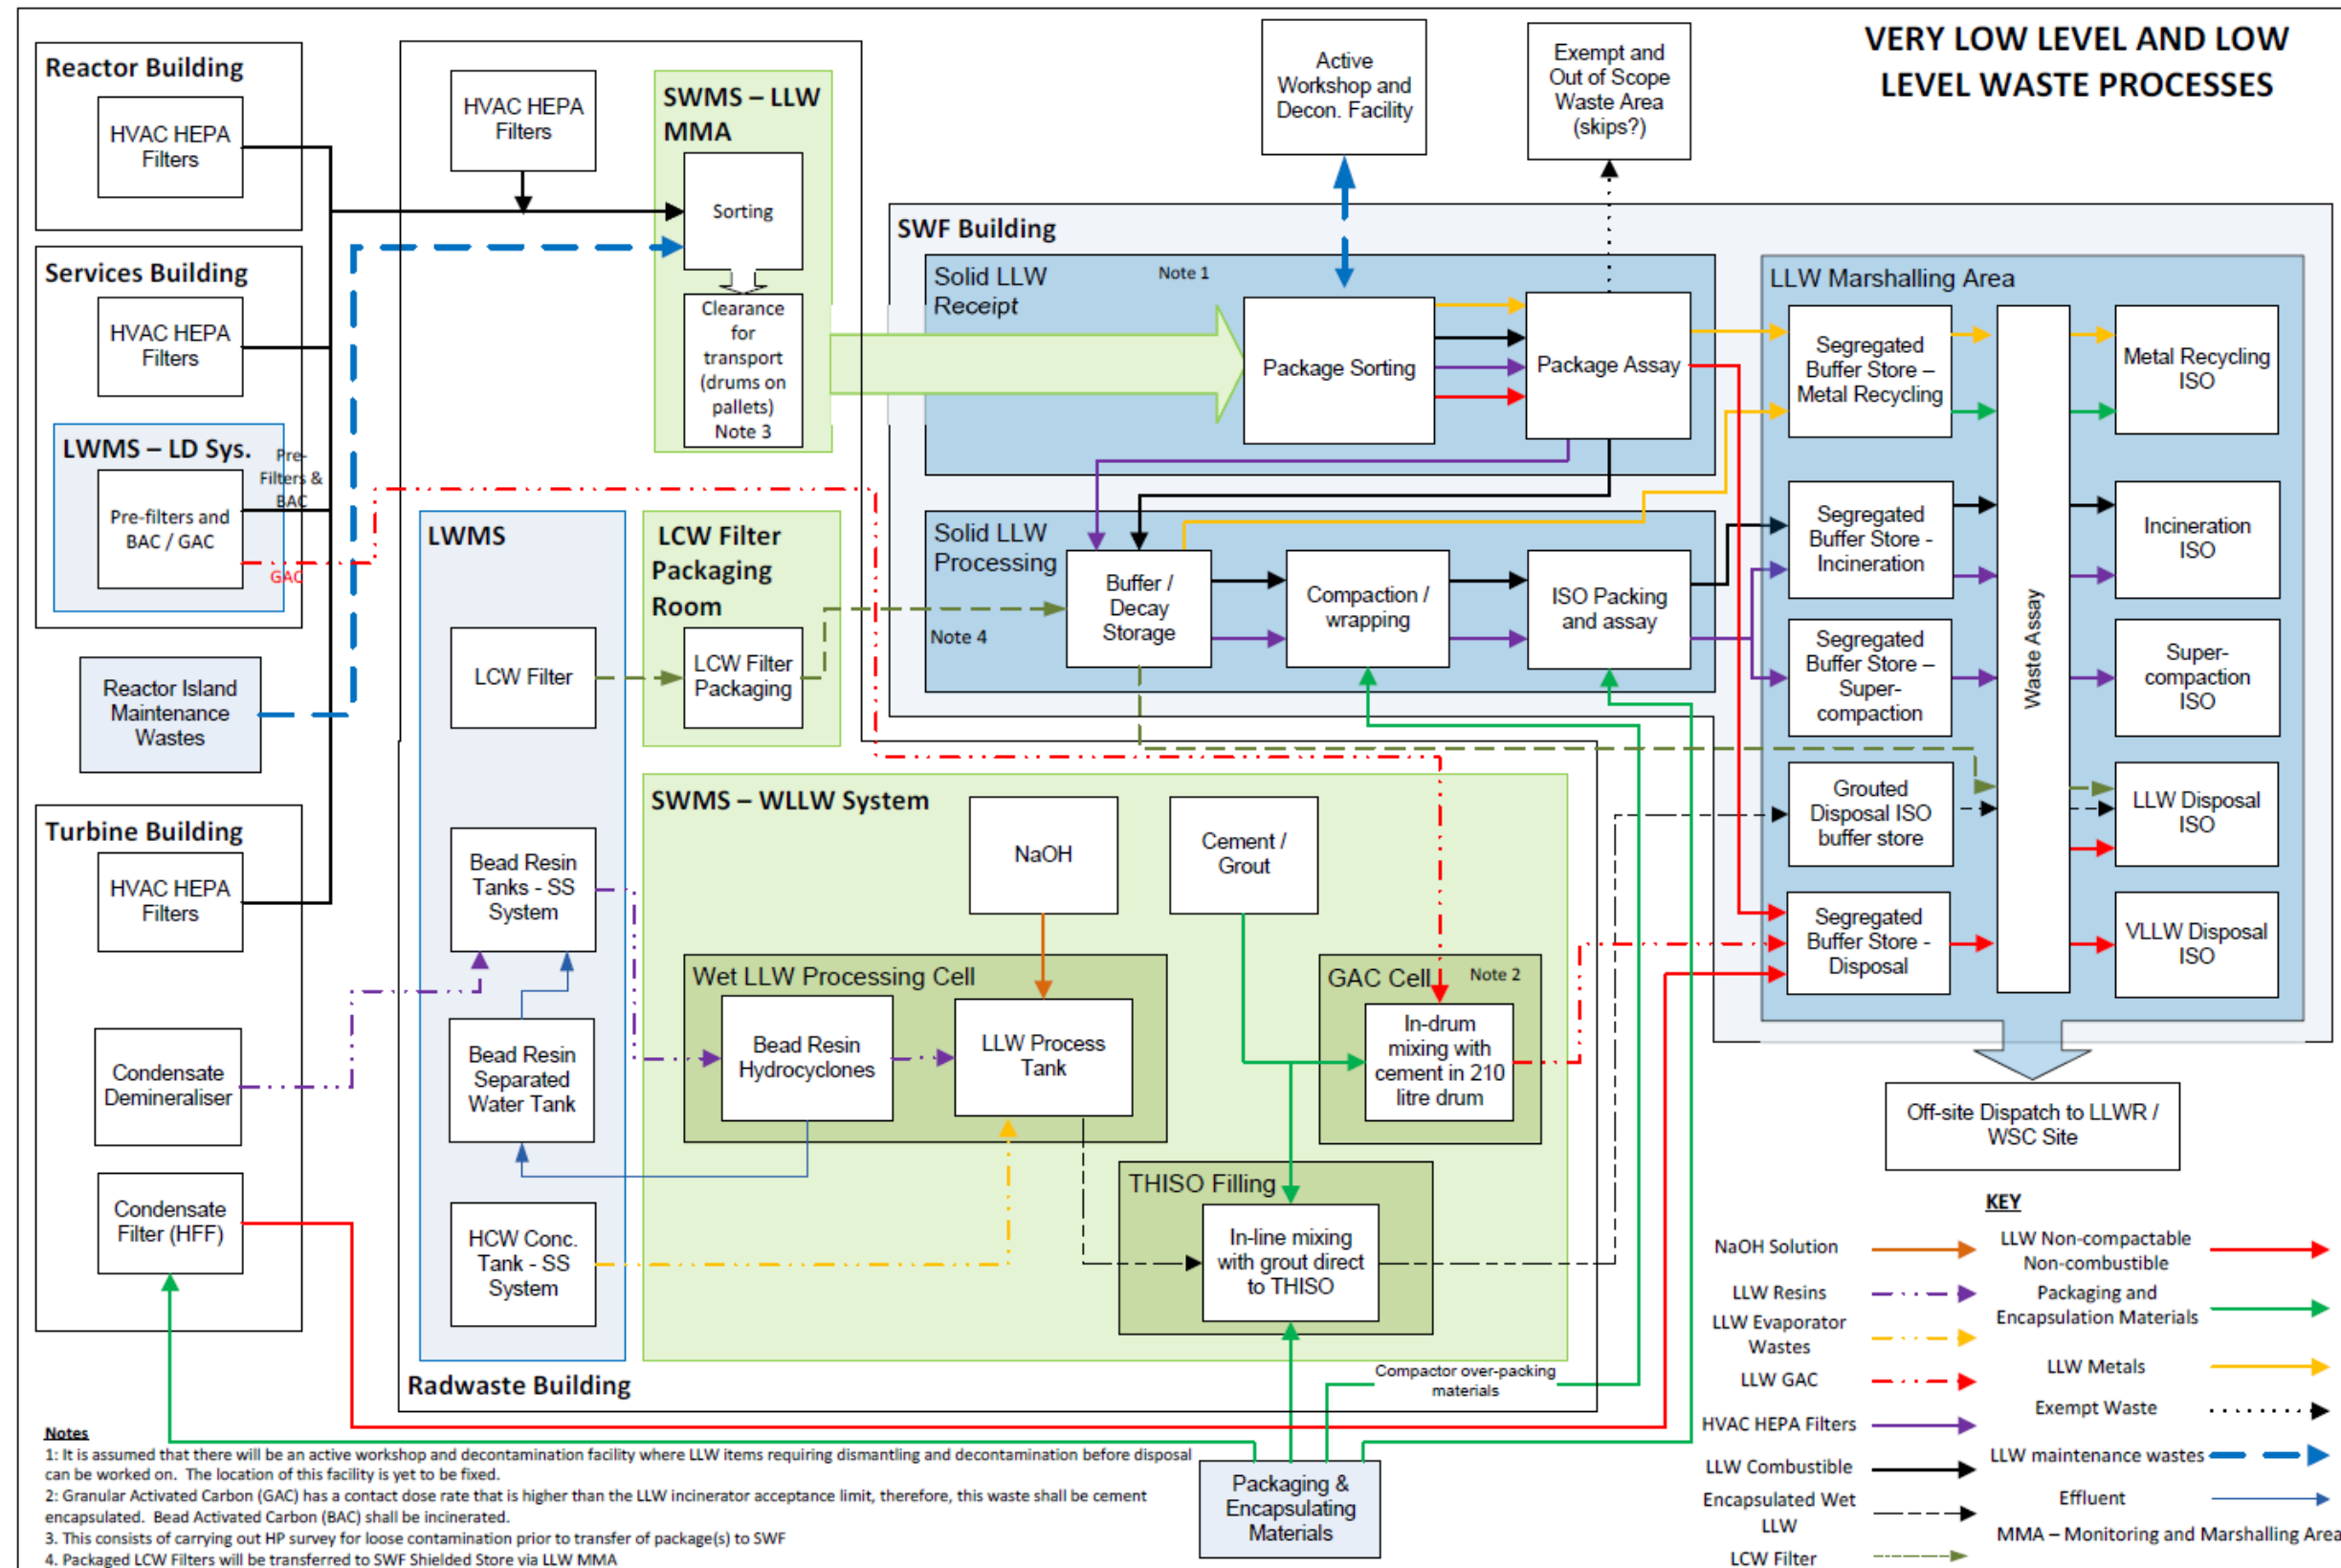 VERY LOW LEVEL AND LOW
LEVEL WASTE PROCESSES
Reactor Building
HVAC HEPA
Filters
Services Building
HVAC HEPA
Filters
LWMS – LD Sys.
Pre-
Filters &
BAC
Pre-filters and
BAC / GAC
GAC
Reactor Island
Maintenance
Wastes
Turbine Building
HVAC HEPA
Filters
Condensate
Demineraliser
Condensate
Filter (HFF)
HVAC HEPA
Filters
SWMS – LLW
MMA
Sorting
Clearance
for
transport
(drums on
pallets)
Note 3
LWMS
LCW Filter
Bead Resin
Tanks - SS
System
Bead Resin
Separated
Water Tank
HCW Conc.
Tank - SS
System
LCW Filter
Packaging
Room
LCW Filter
Packaging
SWMS – WLLW System
NaOH
Cement /
Grout
Wet LLW Processing Cell
Bead Resin
Hydrocyclones
LLW Process
Tank
GAC Cell
Note 2
In-drum
mixing with
cement in 210
litre drum
THISO Filling
In-line mixing
with grout direct
to THISO
Radwaste Building
Compactor over-packing
materials
Packaging &
Encapsulating
Materials
Active
Workshop and
Decon. Facility
Exempt and
Out of Scope
Waste Area
(skips?)
SWF Building
Solid LLW
Receipt
Note 1
Package Sorting
Package Assay
Solid LLW
Processing
Note 4
Buffer /
Decay
Storage
Compaction /
wrapping
ISO Packing
and assay
LLW Marshalling Area
Segregated
Buffer Store –
Metal Recycling
Segregated
Buffer Store -
Incineration
Segregated
Buffer Store –
Super-
compaction
Grouted
Disposal ISO
buffer store
Segregated
Buffer Store -
Disposal
Waste Assay
Metal Recycling
ISO
Incineration
ISO
Super-
compaction
ISO
LLW Disposal
ISO
VLLW Disposal
ISO
Off-site Dispatch to LLWR /
WSC Site
KEY
NaOH Solution
LLW Resins
LLW Evaporator
Wastes
LLW GAC
HVAC HEPA Filters
LLW Combustible
Encapsulated Wet
LLW
LCW Filter
LLW Non-compactable
Non-combustible
Packaging and
Encapsulation Materials
LLW Metals
Exempt Waste
LLW maintenance wastes
Effluent
MMA – Monitoring and Marshalling Area
Notes
1: It is assumed that there will be an active workshop and decontamination facility where LLW items requiring dismantling and decontamination before disposal
can be worked on. The location of this facility is yet to be fixed.
2: Granular Activated Carbon (GAC) has a contact dose rate that is higher than the LLW incinerator acceptance limit, therefore, this waste shall be cement
encapsulated. Bead Activated Carbon (BAC) shall be incinerated.
3. This consists of carrying out HP survey for loose contamination prior to transfer of package(s) to SWF
4. Packaged LCW Filters will be transferred to SWF Shielded Store via LLW MMA